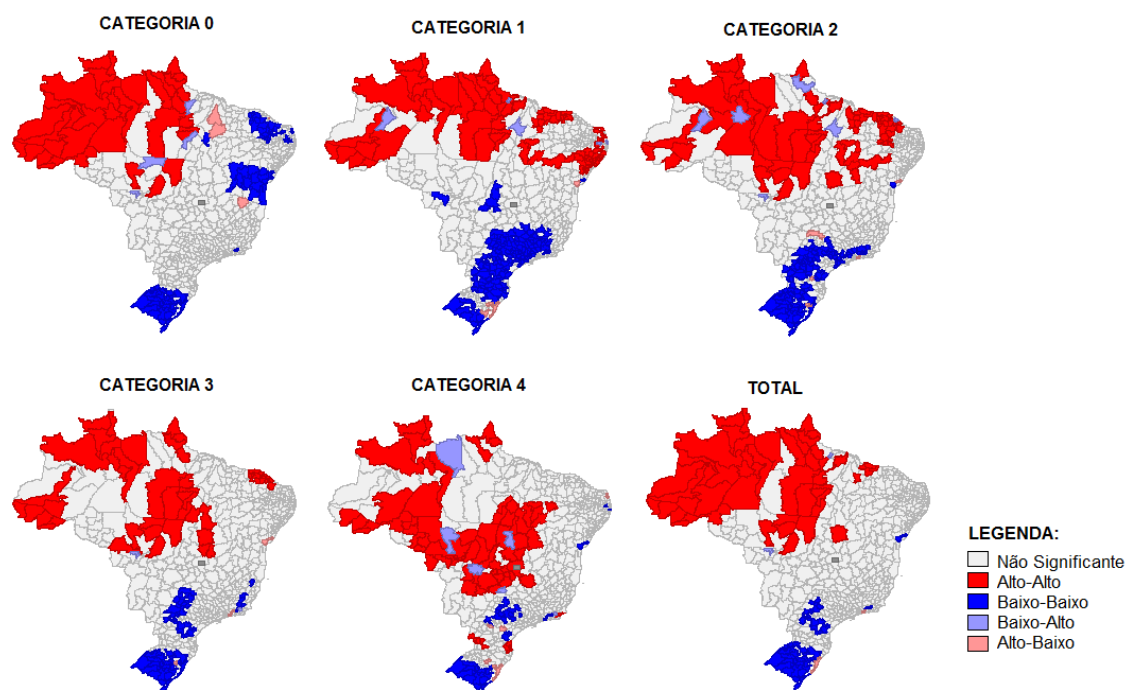 CATEGORIA 0
CATEGORIA 1
CATEGORIA 2
CATEGORIA 3
CATEGORIA 4
TOTAL
LEGENDA:
Não Significante
Alto-Alto
Baixo-Baixo
Baixo-Alto
Alto-Baixo